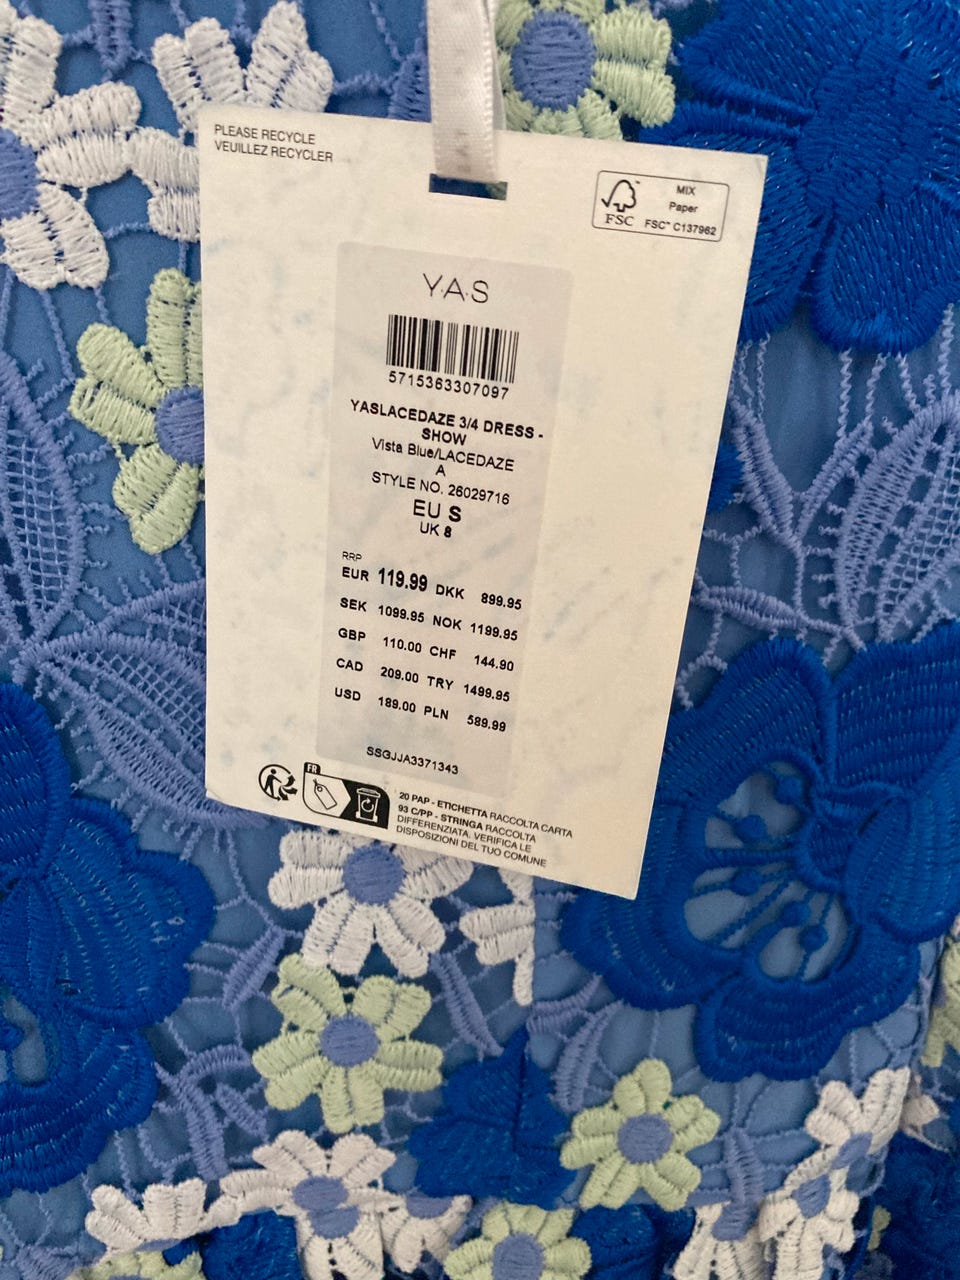 PLEASE RECYCLE
VEUILLEZ RECYCLER
MIX
Paper
FSC™ C137962
FSC
Y.A.S
5715363307097
YASLACEDAZE 3/4 DRESS -
SHOW
Vista Blue/LACEDAZE
A
STYLE NO. 26029716
EU S
UK 8
RRP
EUR 119.99 DKK 899.95
SEK 1099.95 NOK 1199.95
GBP 110.00 CHF 144.90
CAD 209.00 TRY 1499.95
USD 189.00 PLN 589.99
SSGJJA3371343
FR
20 PAP - ETICHETTA RACCOLTA CARTA
93 C/PP - STRINGA RACCOLTA
DIFFERENZIATA. VERIFICA LE
DISPOSIZIONI DEL TUO COMUNE